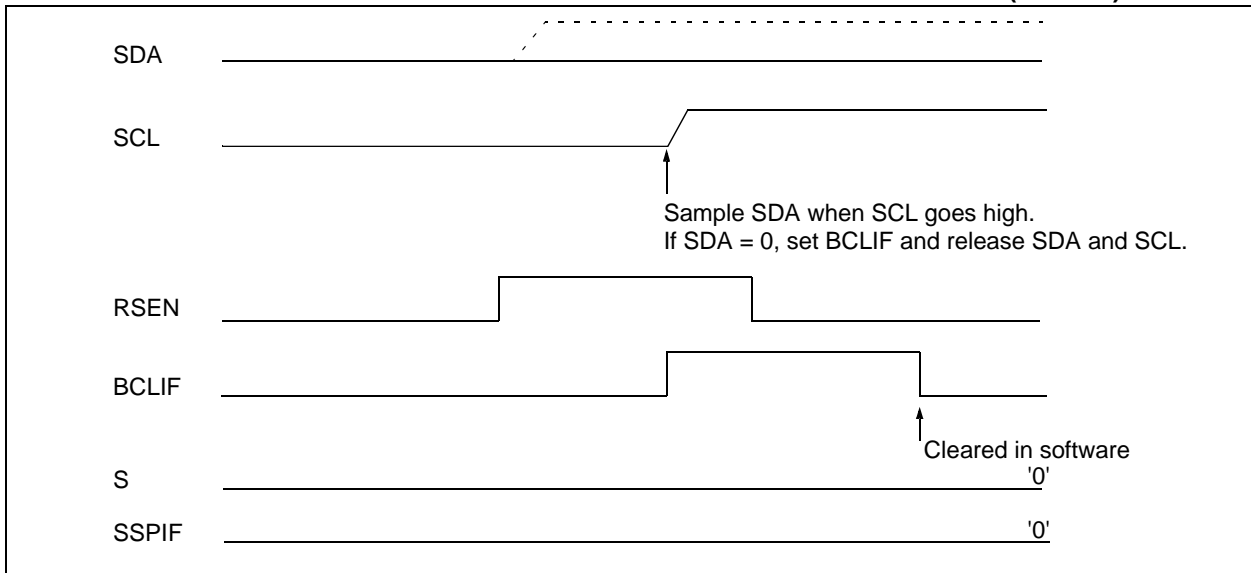 SDA
SCL
Sample SDA when SCL goes high.
If SDA = 0, set BCLIF and release SDA and SCL.
RSEN
BCLIF
Cleared in software
S
'0'
SSPIF
'0'